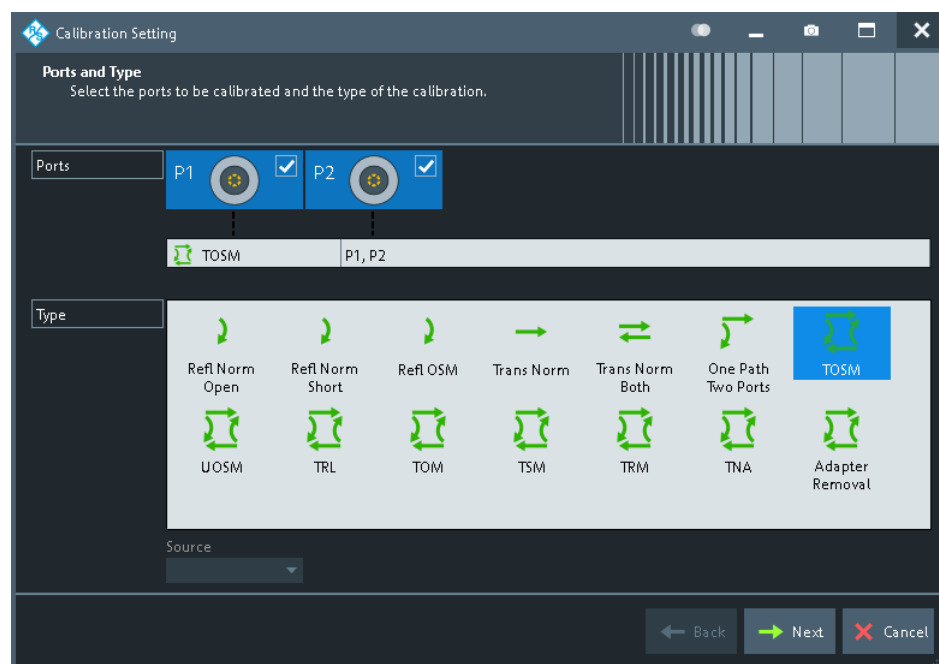 R&S Calibration Setting
Ports and Type
Select the ports to be calibrated and the type of the calibration.
Ports
P1 P2
TOSM P1, P2
Type
Refl Norm Open
Refl Norm Short
Refl OSM
Trans Norm
Trans Norm Both
One Path Two Ports
TOSM
UOSM
TRL
TOM
TSM
TRM
TNA
Adapter Removal
Source
Back Next Cancel